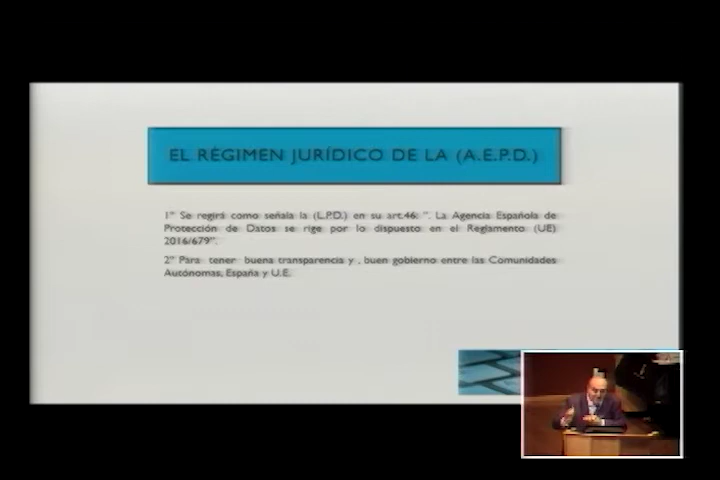 EL RÉGIMEN JURÍDICO DE LA (A.E.P.D.)
1º Se regirá como señala la (L.P.D.) en su art.46: ". La Agencia Española de
Protección de Datos se rige por lo dispuesto en el Reglamento (UE)
2016/679".
2º Para tener buena transparencia y , buen gobierno entre las Comunidades
Autónomas, España y U.E.